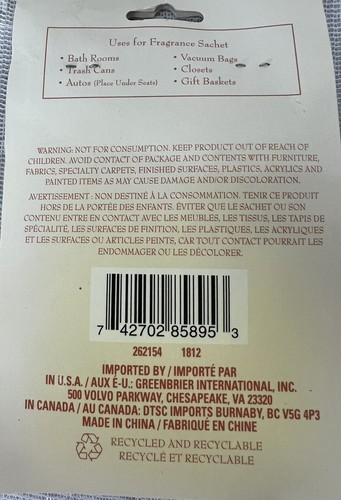 Uses for Fragrance Sachet
• Bath Rooms • Vacuum Bags
• Trash Cans • Closets
• Autos (Place Under Seats) • Gift Baskets
WARNING: NOT FOR CONSUMPTION. KEEP PRODUCT OUT OF REACH OF
CHILDREN. AVOID CONTACT OF PACKAGE AND CONTENTS WITH FURNITURE,
FABRICS, SPECIALTY CARPETS, FINISHED SURFACES, PLASTICS, ACRYLICS AND
PAINTED ITEMS AS MAY CAUSE DAMAGE AND/OR DISCOLORATION.
AVERTISSEMENT : NON DESTINÉ À LA CONSOMMATION. TENIR CE PRODUIT
HORS DE LA PORTÉE DES ENFANTS. ÉVITER QUE LE SACHET OU SON
CONTENU ENTRE EN CONTACT AVEC LES MEUBLES, LES TISSUS, LES TAPIS DE
SPÉCIALITÉ, LES SURFACES DE FINITION, LES PLASTIQUES, LES ACRYLIQUES
ET LES SURFACES OU ARTICLES PEINTS, CAR TOUT CONTACT POURRAIT LES
ENDOMMAGER OU LES DÉCOLORER.
7 42702 85895 3
262154 1812
IMPORTED BY / IMPORTÉ PAR
IN U.S.A. / AUX É-U.: GREENBRIER INTERNATIONAL, INC.
500 VOLVO PARKWAY, CHESAPEAKE, VA 23320
IN CANADA / AU CANADA: DTSC IMPORTS BURNABY, BC V5G 4P3
MADE IN CHINA / FABRIQUÉ EN CHINE
RECYCLED AND RECYCLABLE
RECYCLÉ ET RECYCLABLE